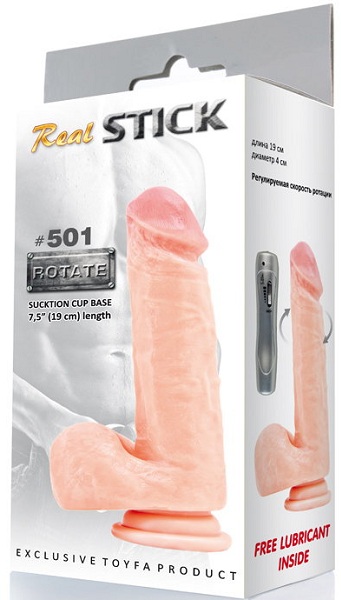 Real STICK
#501
ROTATE
SUCKTION CUP BASE
7,5" (19 cm) length
EXCLUSIVE TOYFA PRODUCT
длина 19 см
диаметр 4 см
Регулируемая скорость ротации
FREE LUBRICANT
INSIDE